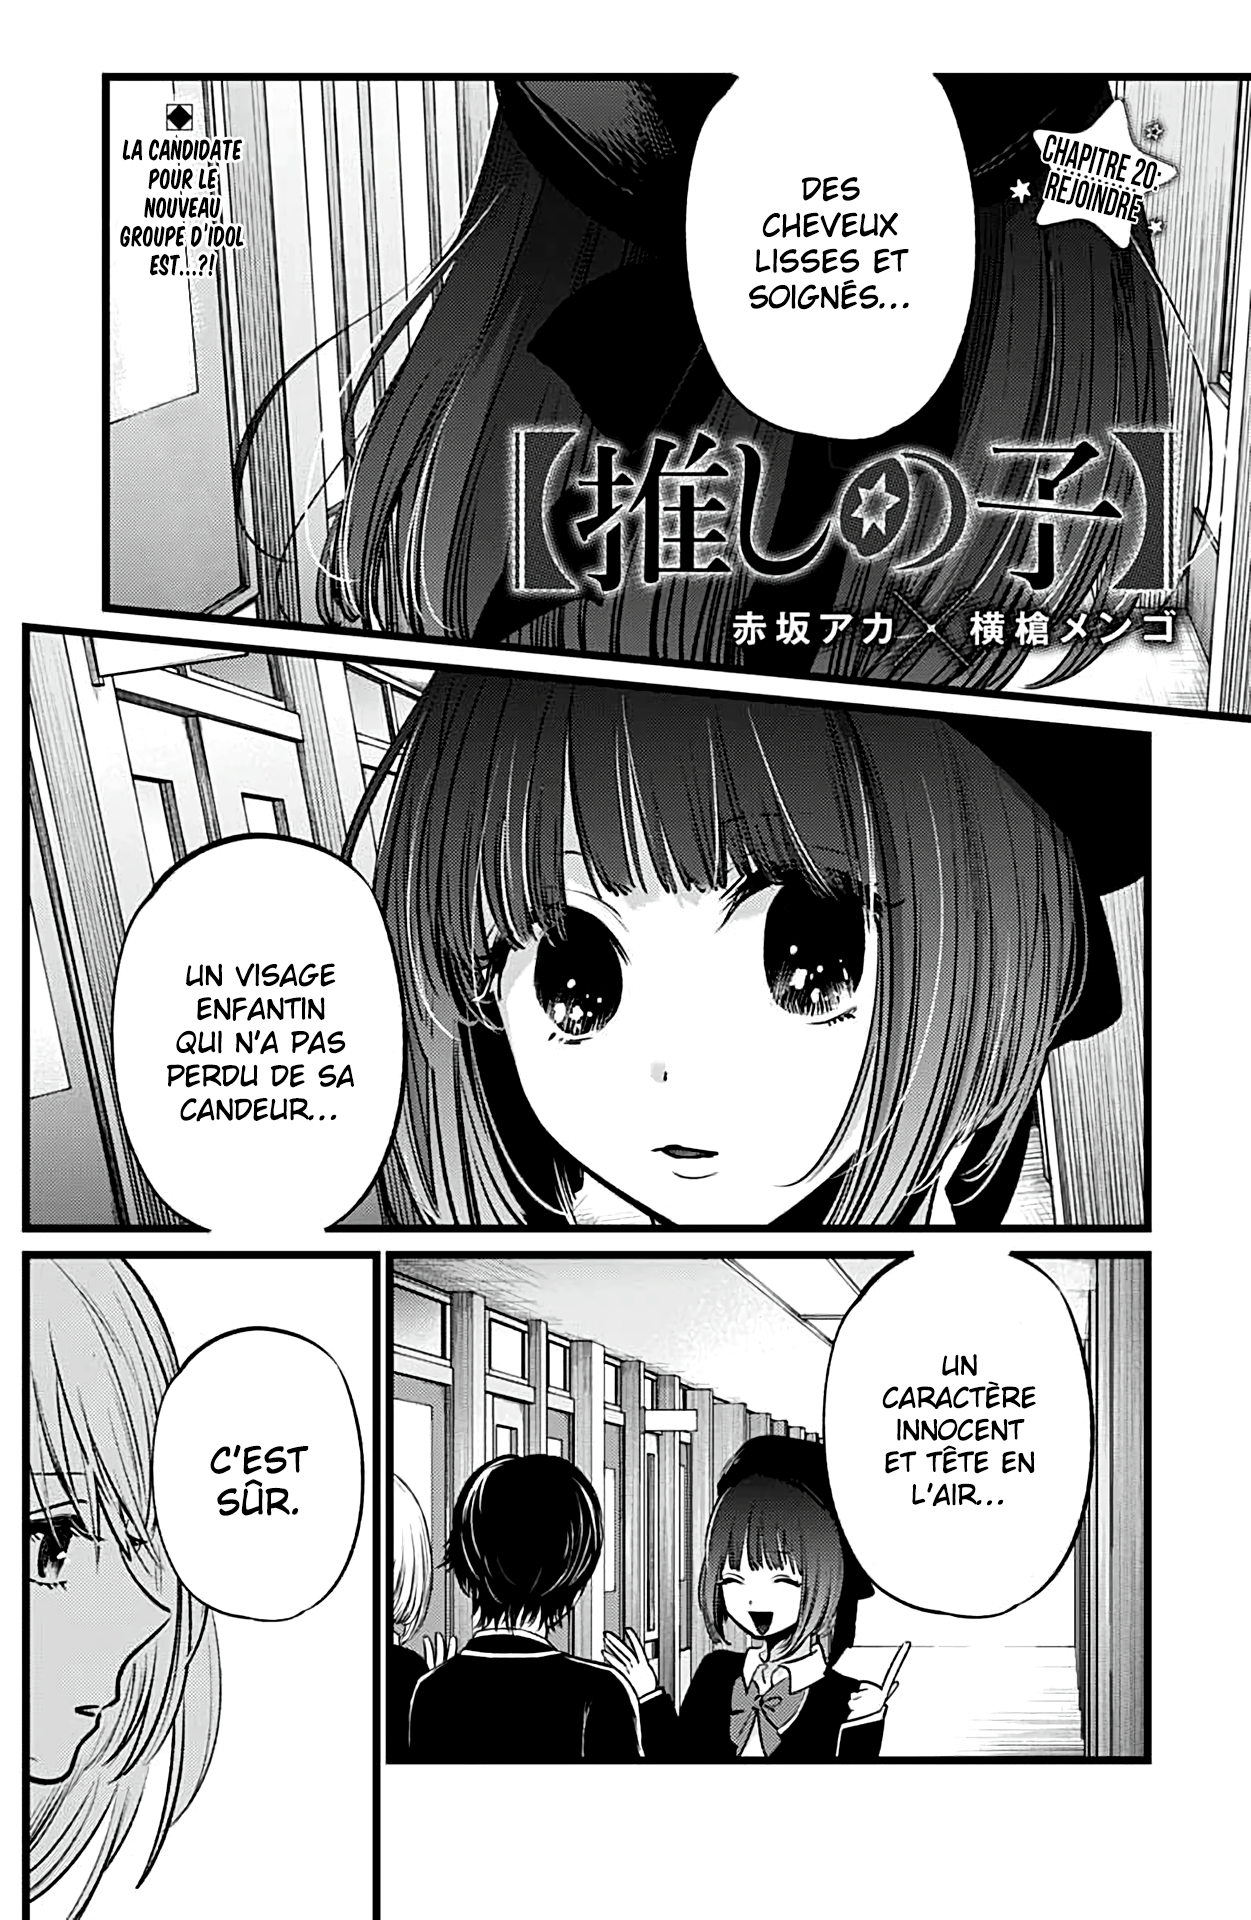 CHAPITRE 20:
REJOINDRE
DES
CHEVEUX
LISSES ET
SOIGNÉS...
LA CANDIDATE
POUR LE
NOUVEAU
GROUPE D'IDOL
EST...?!
【推しの子】
赤坂アカ×横槍メンゴ
UN VISAGE
ENFANTIN
QUI N'A PAS
PERDU DE SA
CANDEUR...
UN
CARACTÈRE
INNOCENT
ET TÊTE EN
L'AIR...
C'EST
SÛR.